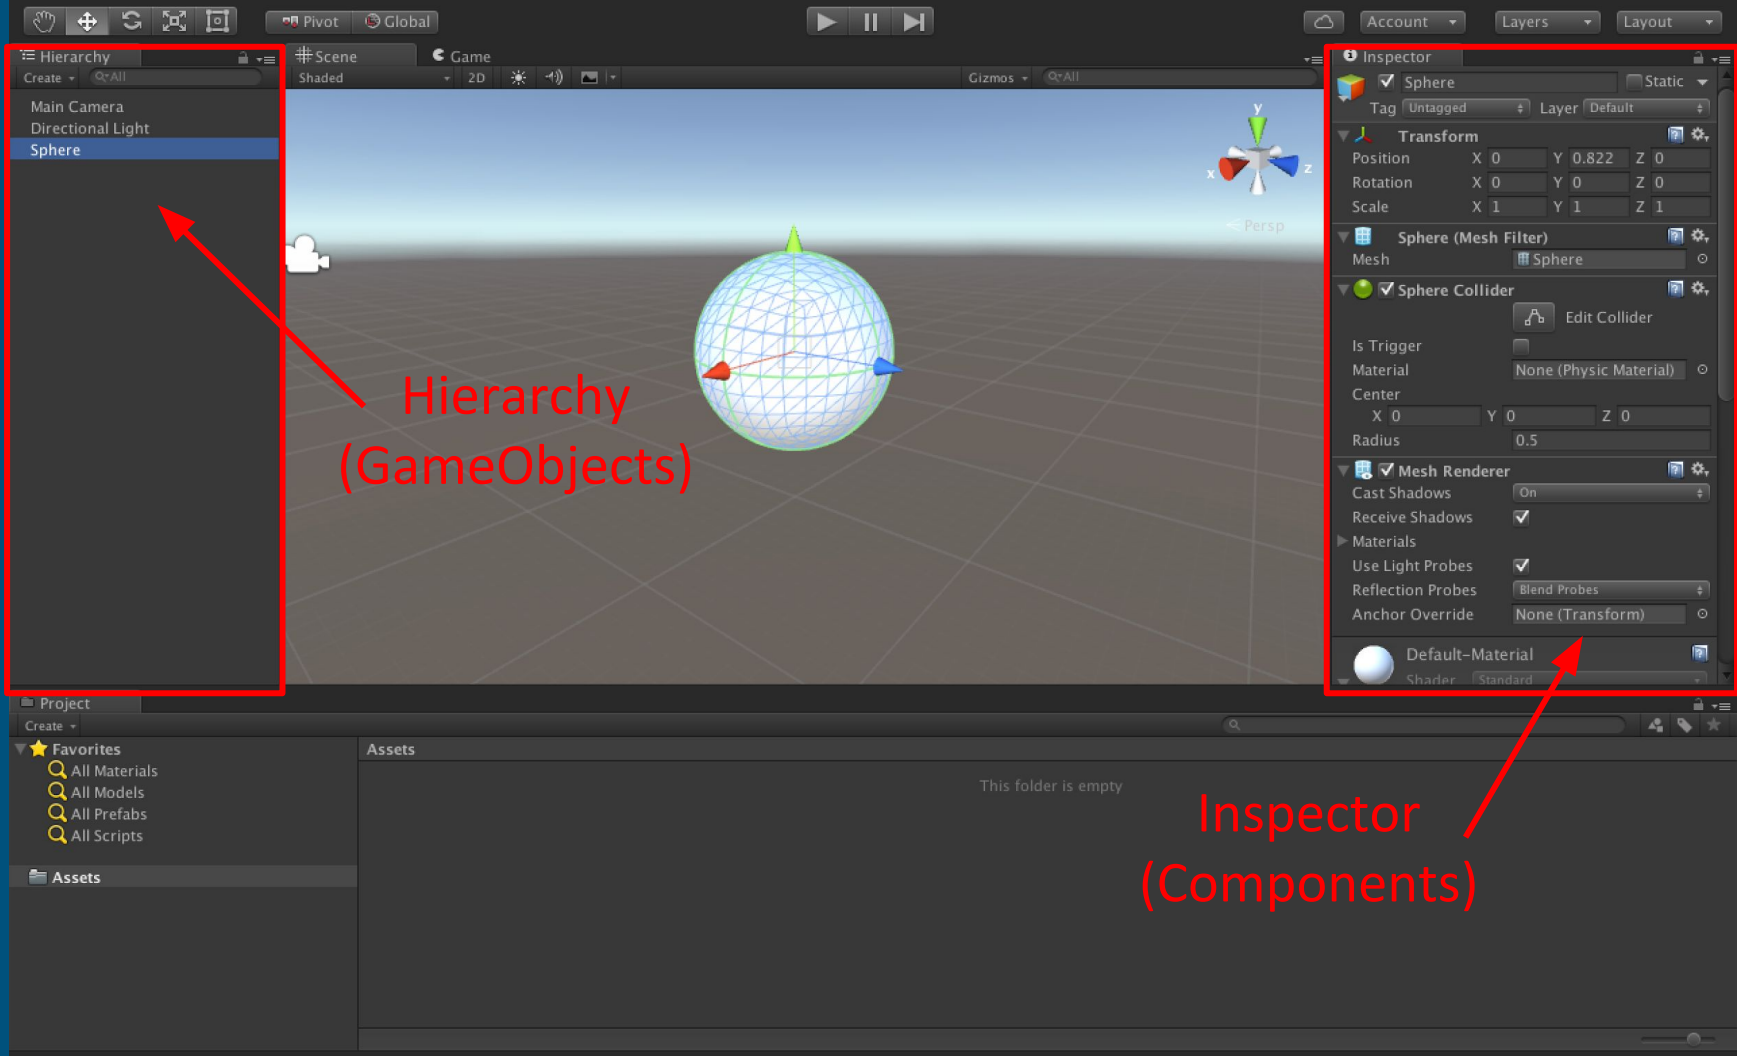 Pivot Global Account Layers Layout
Hierarchy
Create All
Main Camera
Directional Light
Sphere
Scene Game
Shaded 2D Gizmos All
y
x z
Persp
Hierarchy
(GameObjects)
Inspector
Sphere Static
Tag Untagged Layer Default
Transform
Position X 0 Y 0.822 Z 0
Rotation X 0 Y 0 Z 0
Scale X 1 Y 1 Z 1
Sphere (Mesh Filter)
Mesh Sphere
Sphere Collider
Edit Collider
Is Trigger
Material None (Physic Material)
Center
X 0 Y 0 Z 0
Radius 0.5
Mesh Renderer
Cast Shadows On
Receive Shadows
Materials
Use Light Probes
Reflection Probes Blend Probes
Anchor Override None (Transform)
Default-Material
Shader Standard
Project
Create
Favorites
All Materials
All Models
All Prefabs
All Scripts
Assets
Assets
This folder is empty
Inspector
(Components)